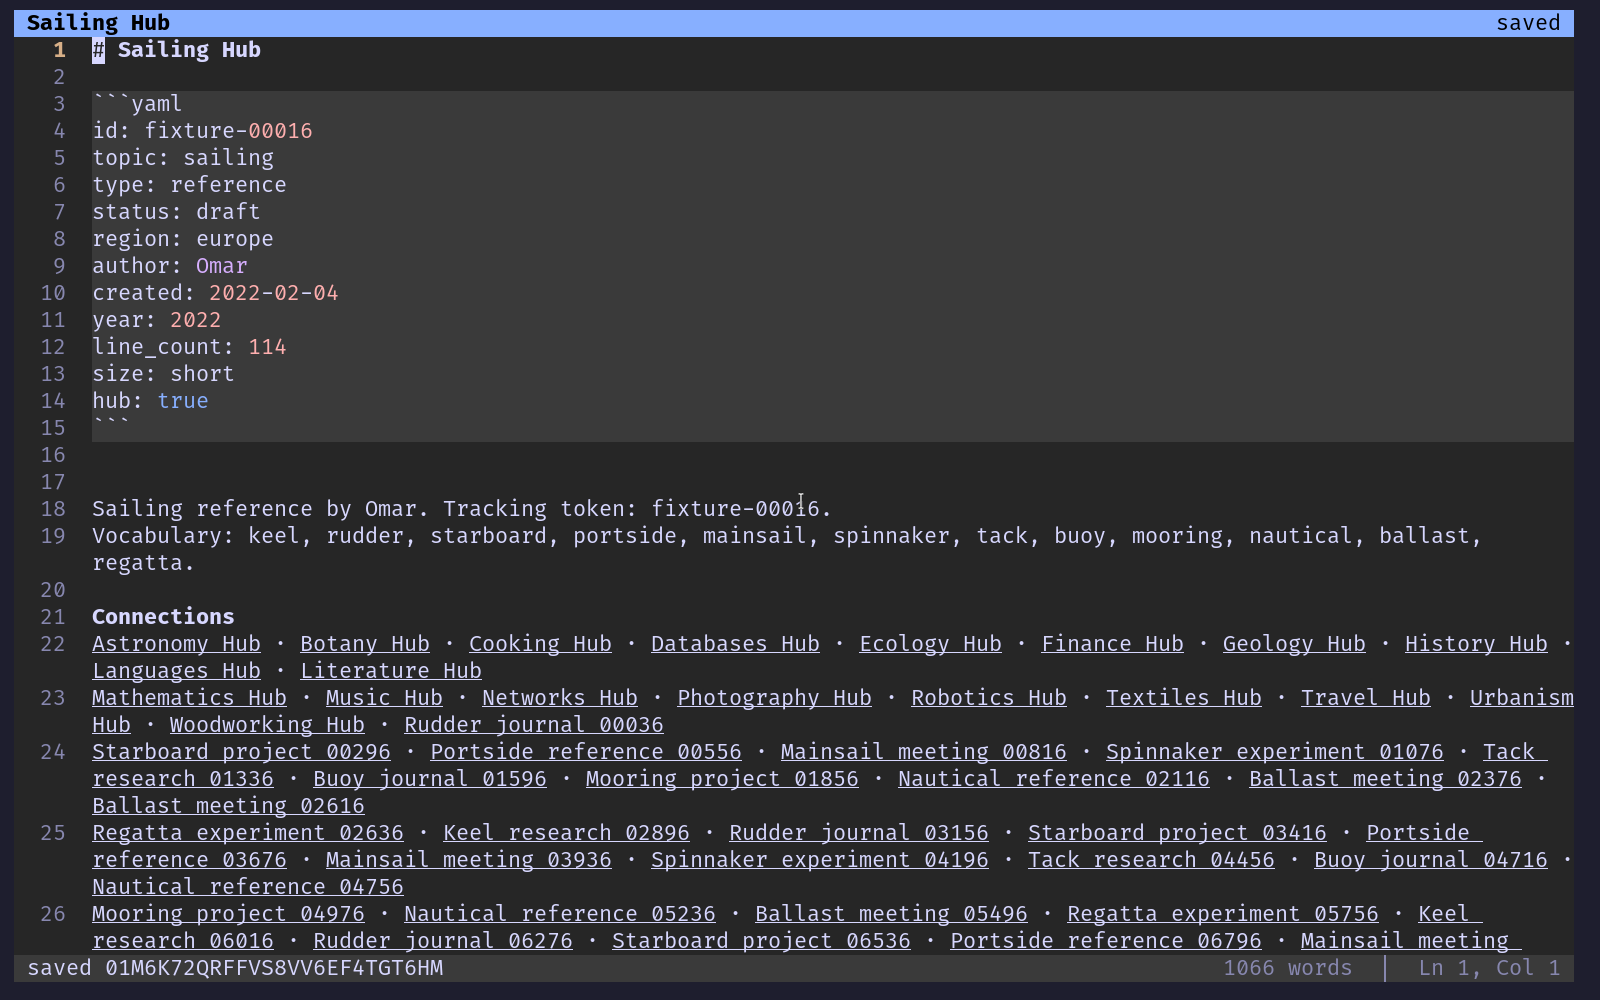 Sailing Hub saved
1 # Sailing Hub
2
3 ```yaml
4 id: fixture-00016
5 topic: sailing
6 type: reference
7 status: draft
8 region: europe
9 author: Omar
10 created: 2022-02-04
11 year: 2022
12 line_count: 114
13 size: short
14 hub: true
15 ```
16
17
18 Sailing reference by Omar. Tracking token: fixture-00016.
19 Vocabulary: keel, rudder, starboard, portside, mainsail, spinnaker, tack, buoy, mooring, nautical, ballast,
regatta.
20
21 Connections
22 Astronomy Hub · Botany Hub · Cooking Hub · Databases Hub · Ecology Hub · Finance Hub · Geology Hub · History Hub ·
Languages Hub · Literature Hub
23 Mathematics Hub · Music Hub · Networks Hub · Photography Hub · Robotics Hub · Textiles Hub · Travel Hub · Urbanism
Hub · Woodworking Hub · Rudder journal 00036
24 Starboard project 00296 · Portside reference 00556 · Mainsail meeting 00816 · Spinnaker experiment 01076 · Tack
research 01336 · Buoy journal 01596 · Mooring project 01856 · Nautical reference 02116 · Ballast meeting 02376 ·
Ballast meeting 02616
25 Regatta experiment 02636 · Keel research 02896 · Rudder journal 03156 · Starboard project 03416 · Portside
reference 03676 · Mainsail meeting 03936 · Spinnaker experiment 04196 · Tack research 04456 · Buoy journal 04716 ·
Nautical reference 04756
26 Mooring project 04976 · Nautical reference 05236 · Ballast meeting 05496 · Regatta experiment 05756 · Keel
research 06016 · Rudder journal 06276 · Starboard project 06536 · Portside reference 06796 · Mainsail meeting
saved 01M6K72QRFFVS8VV6EF4TGT6HM 1066 words │ Ln 1, Col 1